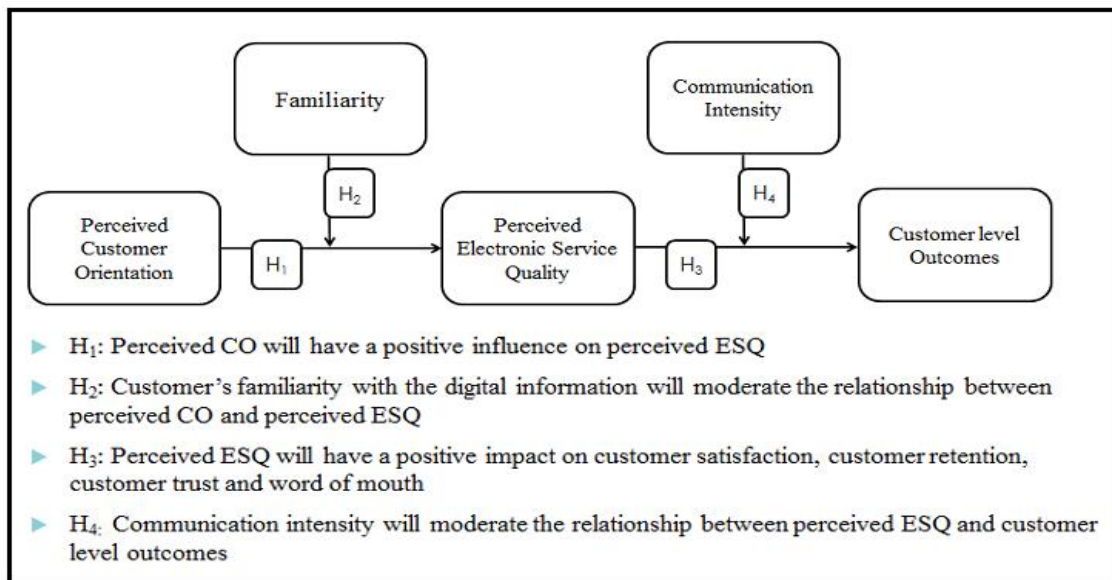 Familiarity
Communication
Intensity
H₂
H₄
Perceived
Customer
Orientation
H₁
Perceived
Electronic Service
Quality
H₃
Customer level
Outcomes
► H₁: Perceived CO will have a positive influence on perceived ESQ
► H₂: Customer’s familiarity with the digital information will moderate the relationship between
perceived CO and perceived ESQ
► H₃: Perceived ESQ will have a positive impact on customer satisfaction, customer retention,
customer trust and word of mouth
► H₄: Communication intensity will moderate the relationship between perceived ESQ and customer
level outcomes